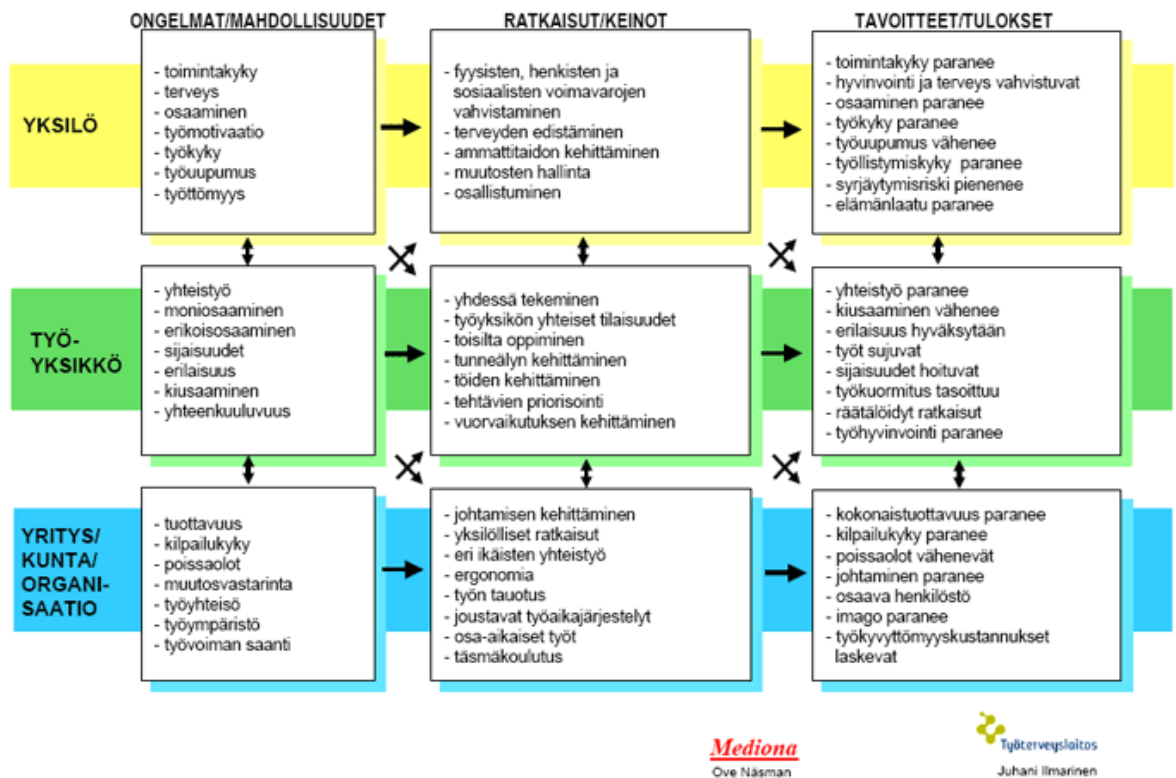 ONGELMAT/MAHDOLLISUUDET
RATKAISUT/KEINOT
TAVOITTEET/TULOKSET
YKSILÖ
- toimintakyky
- terveys
- osaaminen
- työmotivaatio
- työkyky
- työuupumus
- työttömyys
- fyysisten, henkisten ja
sosiaalisten voimavarojen
vahvistaminen
- terveyden edistäminen
- ammattitaidon kehittäminen
- muutosten hallinta
- osallistuminen
- toimintakyky paranee
- hyvinvointi ja terveys vahvistuvat
- osaaminen paranee
- työkyky paranee
- työuupumus vähenee
- työllistymiskyky paranee
- syrjäytymisriski pienenee
- elämänlaatu paranee
TYÖ-
YKSIKKÖ
- yhteistyö
- moniosaaminen
- erikoisosaaminen
- sijaisuudet
- erilaisuus
- kiusaaminen
- yhteenkuuluvuus
- yhdessä tekeminen
- työyksikön yhteiset tilaisuudet
- toisilta oppiminen
- tunneälyn kehittäminen
- töiden kehittäminen
- tehtävien priorisointi
- vuorvaikutuksen kehittäminen
- yhteistyö paranee
- kiusaaminen vähenee
- erilaisuus hyväksytään
- työt sujuvat
- sijaisuudet hoituvat
- työkuormitus tasoittuu
- räätälöidyt ratkaisut
- työhyvinvointi paranee
YRITYS/
KUNTA/
ORGANI-
SAATIO
- tuottavuus
- kilpailukyky
- poissaolot
- muutosvastarinta
- työyhteisö
- työympäristö
- työvoiman saanti
- johtamisen kehittäminen
- yksilölliset ratkaisut
- eri ikäisten yhteistyö
- ergonomia
- työn tauotus
- joustavat työaikajärjestelyt
- osa-aikaiset työt
- täsmäkoulutus
- kokonaistuottavuus paranee
- kilpailukyky paranee
- poissaolot vähenevät
- johtaminen paranee
- osaava henkilöstö
- imago paranee
- työkyvyttömyyskustannukset
laskevat
Mediona
Ove Näsman
Työterveyslaitos
Juhani Ilmarinen